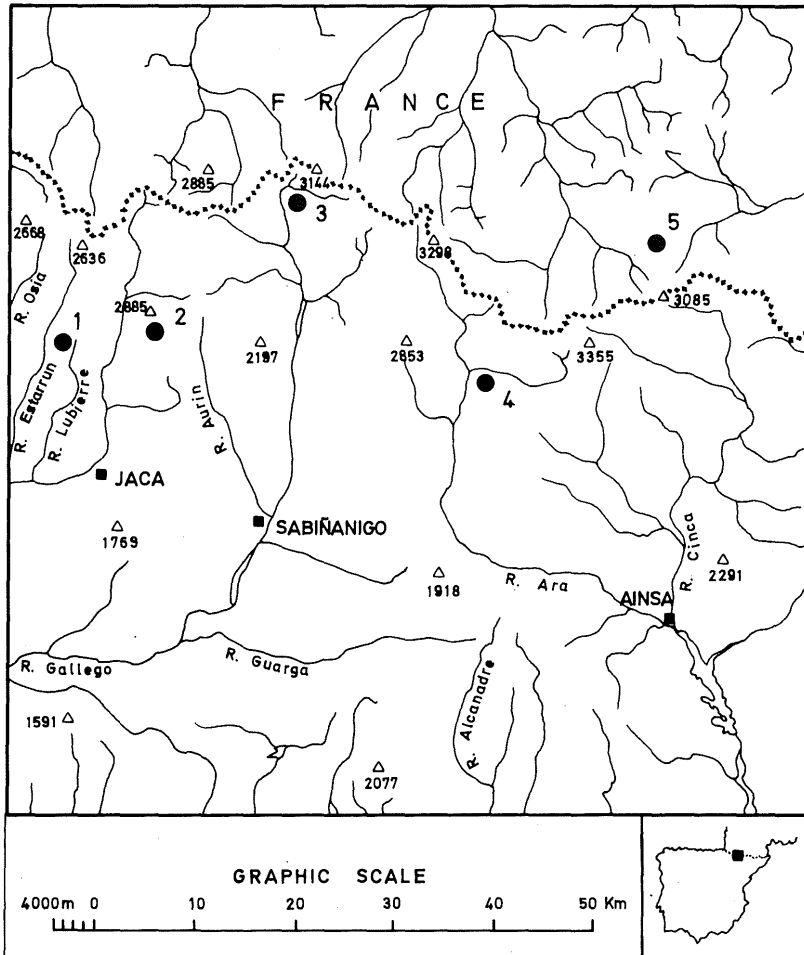 F R A N C E
2885
3144
3
2668
2636
3298
5
R. Osia
3085
2885
2
1
2197
2853
3355
R. Estarrun
R. Lubierre
R. Aurin
4
JACA
SABIÑANIGO
1769
R. Cinca
2291
1918
R. Ara
AINSA
R. Gallego
R. Guarga
R. Alcanadre
1591
2077
GRAPHIC SCALE
4000m 0 10 20 30 40 50 Km